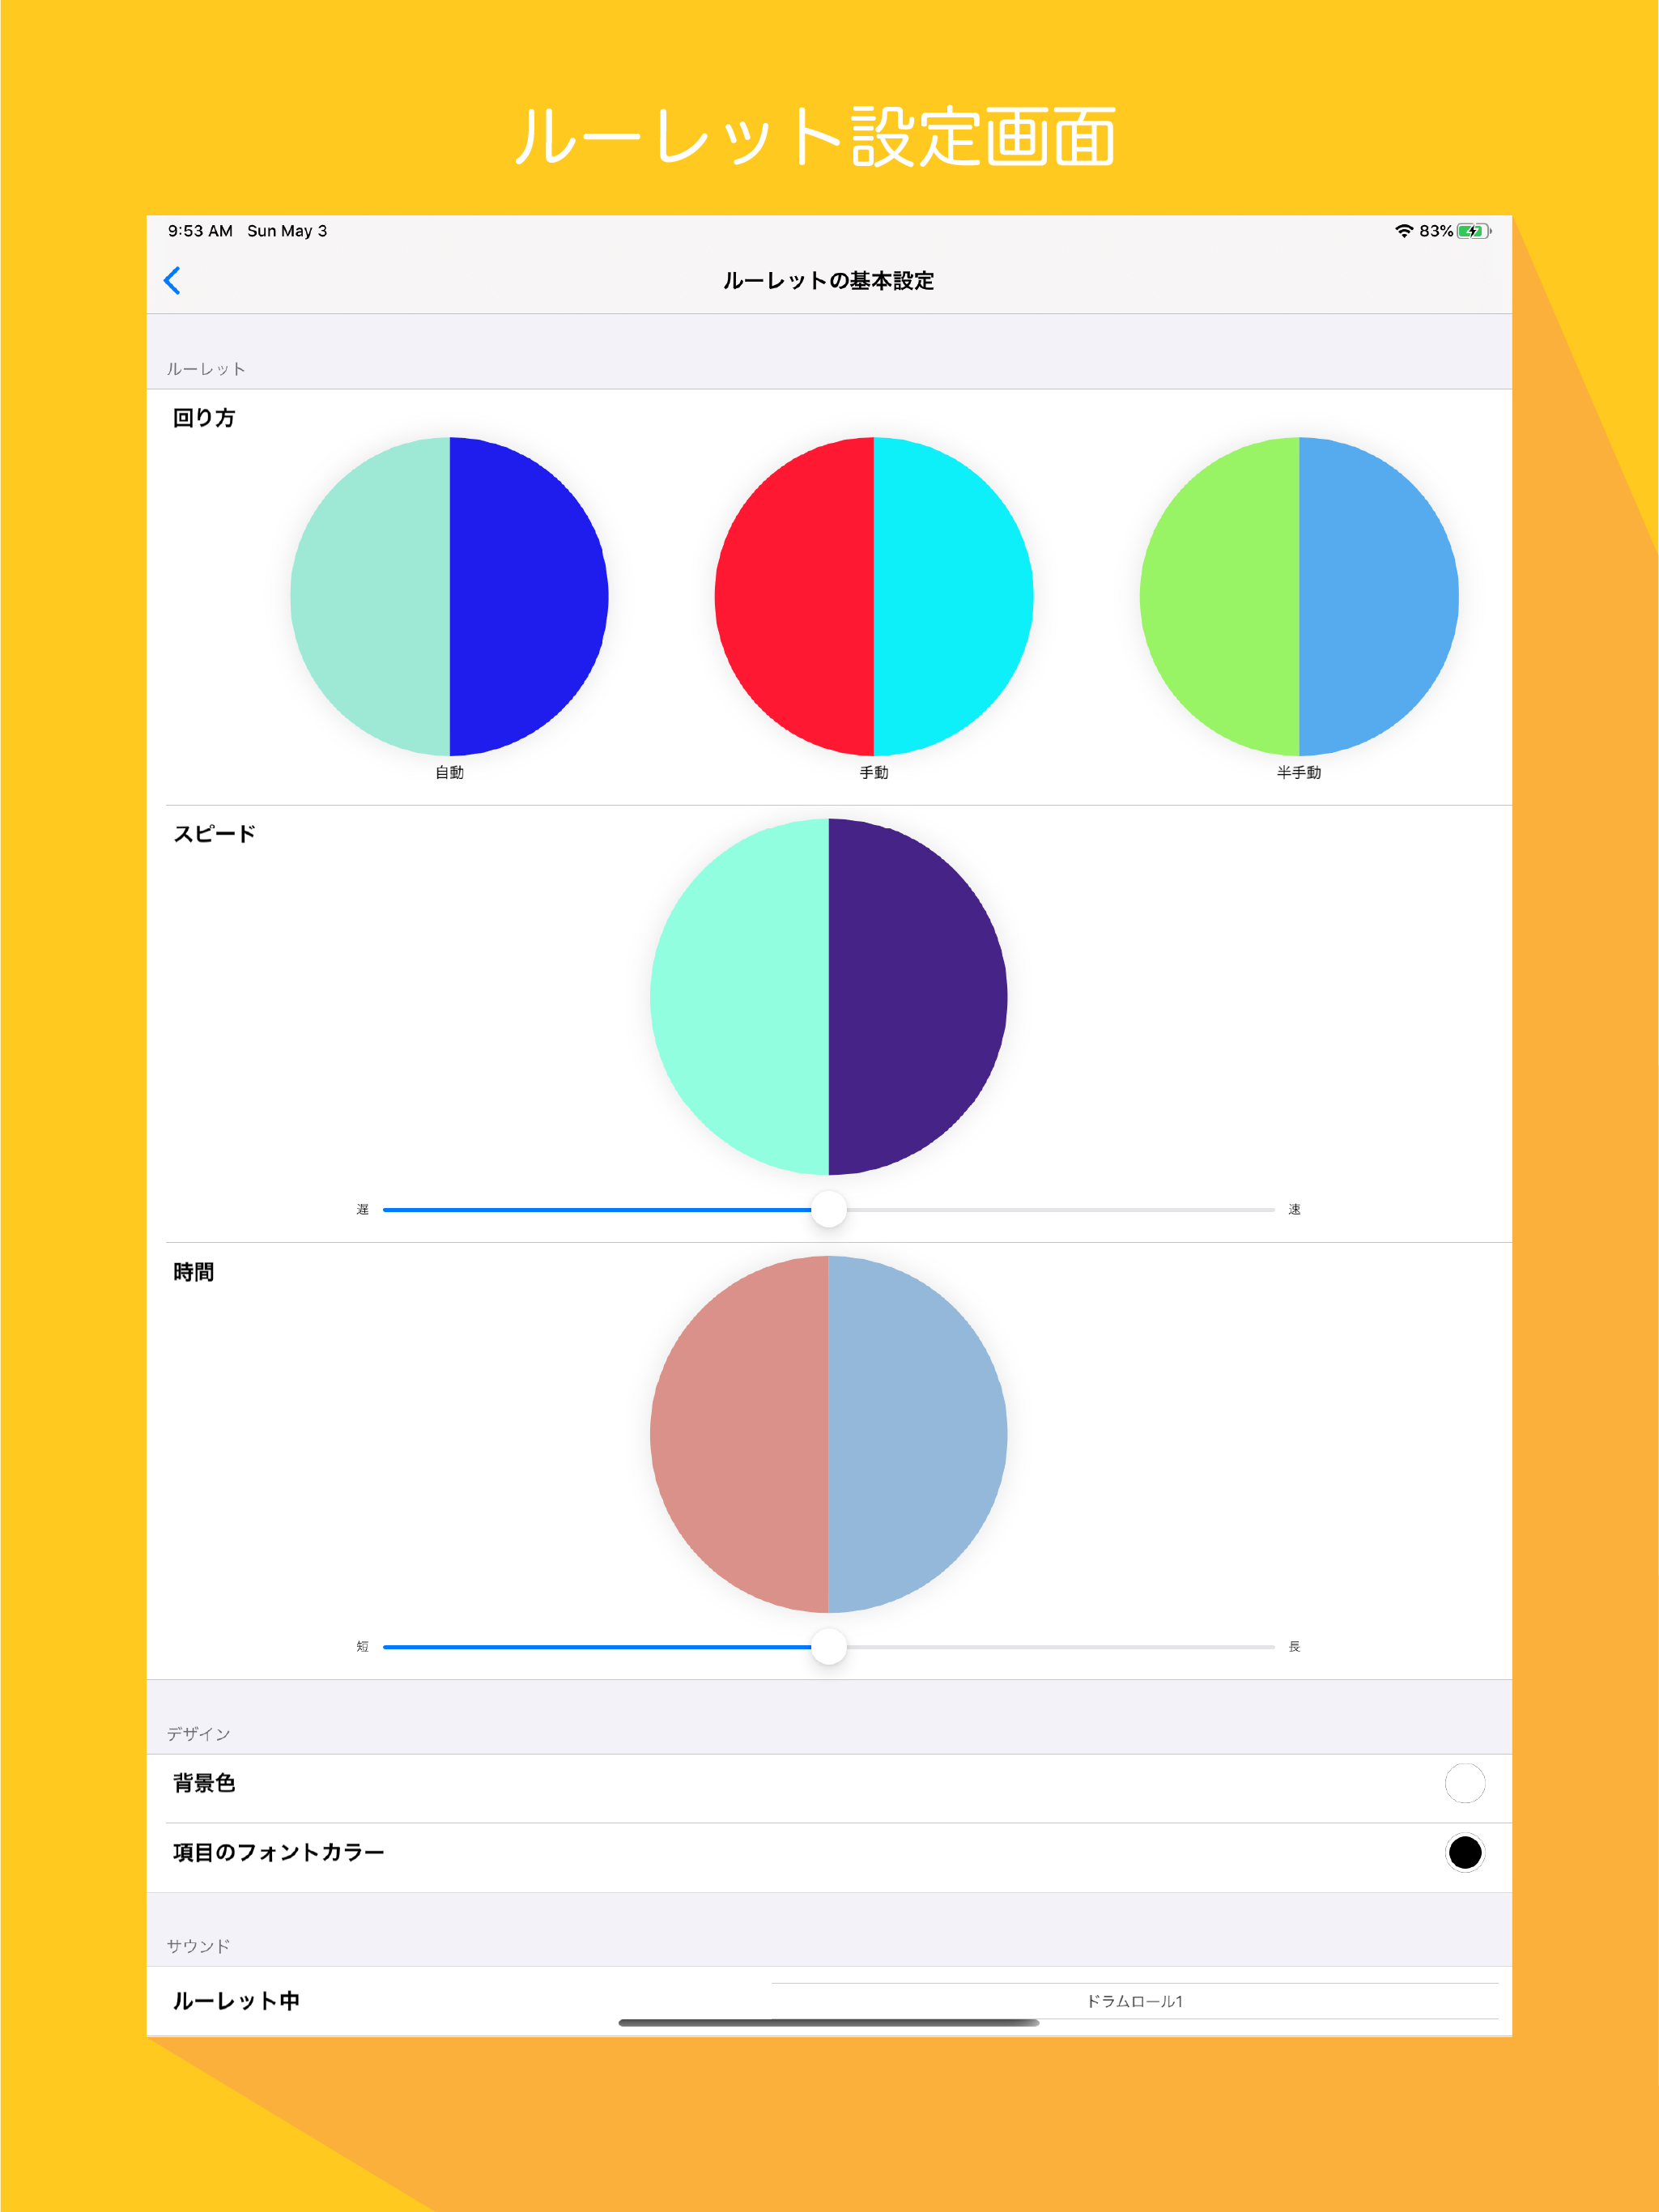 ルーレット設定画面
9:53 AM Sun May 3
83%
ルーレットの基本設定
ルーレット
回り方
自動 手動 半手動
スピード
遅 速
時間
短 長
デザイン
背景色
項目のフォントカラー
サウンド
ルーレット中
ドラムロール1